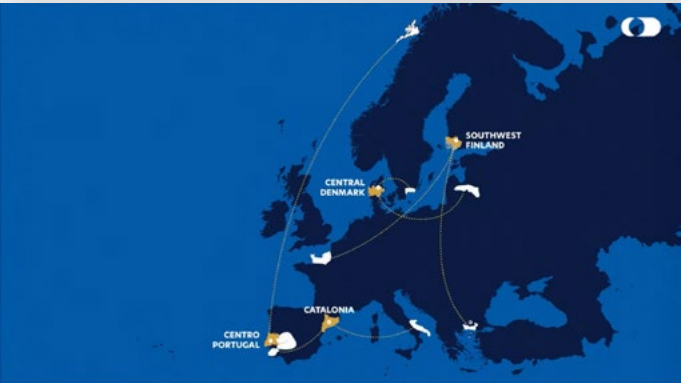 SOUTHWEST
FINLAND
CENTRAL
DENMARK
CATALONIA
CENTRO
PORTUGAL